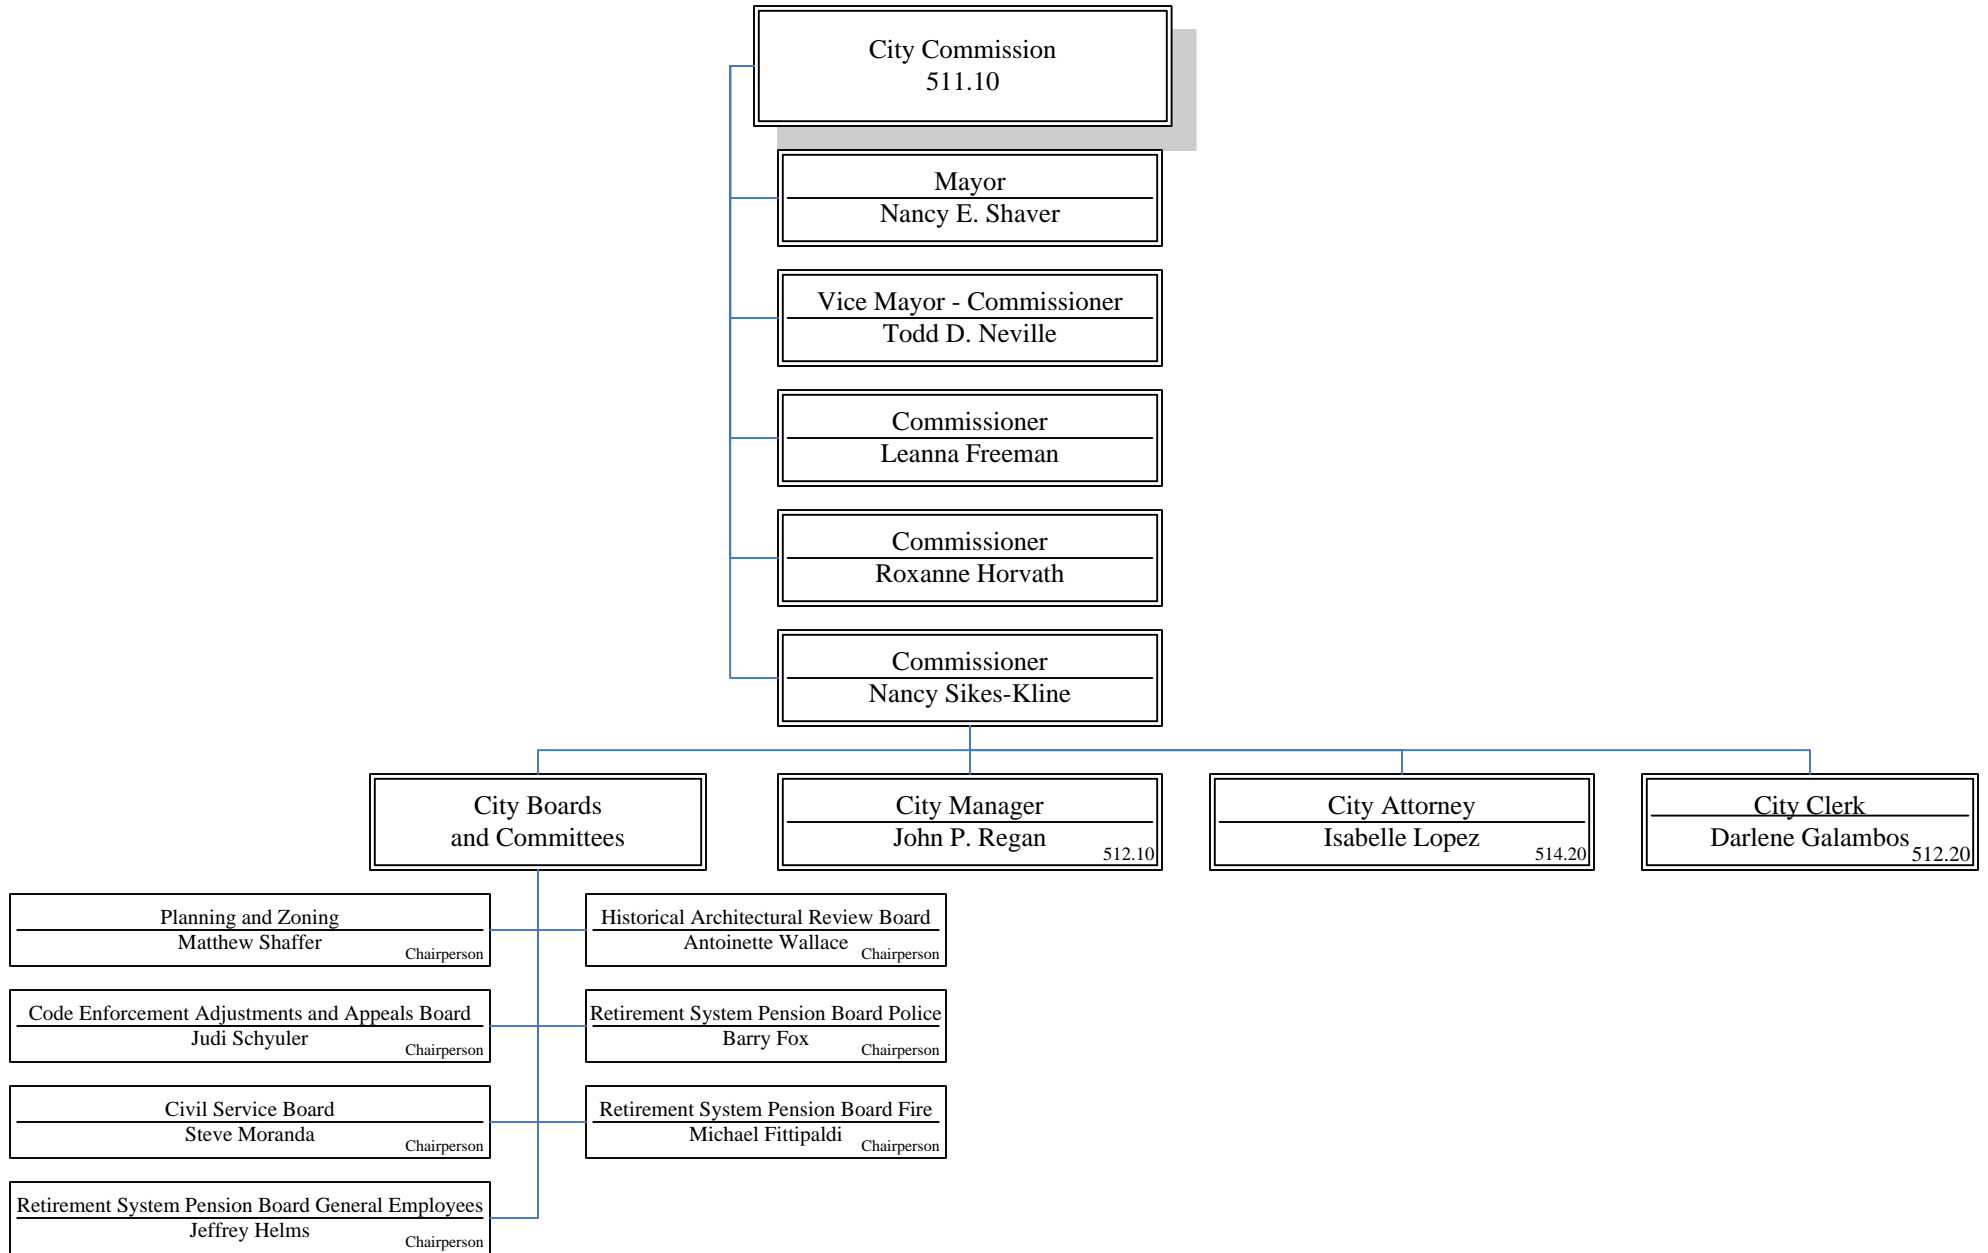 City Commission
511.10
Mayor
Nancy E. Shaver
Vice Mayor - Commissioner
Todd D. Neville
Commissioner
Leanna Freeman
Commissioner
Roxanne Horvath
Commissioner
Nancy Sikes-Kline
City Boards
and Committees
City Manager
John P. Regan
512.10
City Attorney
Isabelle Lopez
514.20
City Clerk
Darlene Galambos
512.20
Planning and Zoning
Matthew Shaffer
Chairperson
Historical Architectural Review Board
Antoinette Wallace
Chairperson
Code Enforcement Adjustments and Appeals Board
Judi Schyuler
Chairperson
Retirement System Pension Board Police
Barry Fox
Chairperson
Civil Service Board
Steve Moranda
Chairperson
Retirement System Pension Board Fire
Michael Fittipaldi
Chairperson
Retirement System Pension Board General Employees
Jeffrey Helms
Chairperson